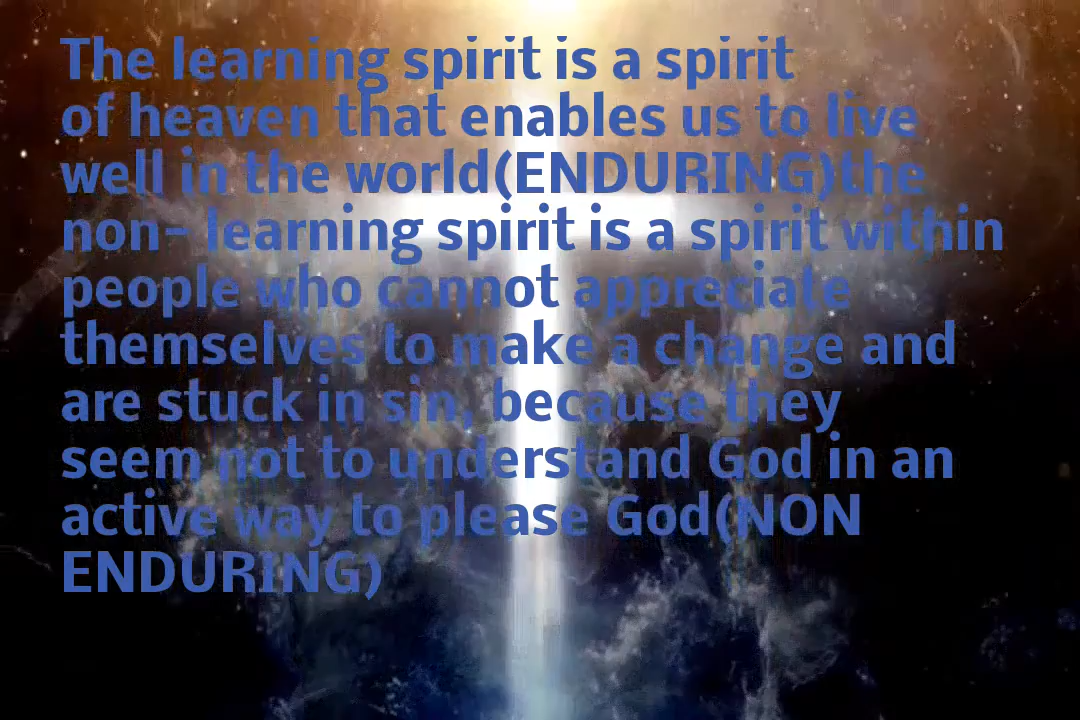 The learning spirit is a spirit
of heaven that enables us to live
well in the world(ENDURING)the
non- learning spirit is a spirit within
people who cannot appreciate
themselves to make a change and
are stuck in sin, because they
seem not to understand God in an
active way to please God(NON
ENDURING)